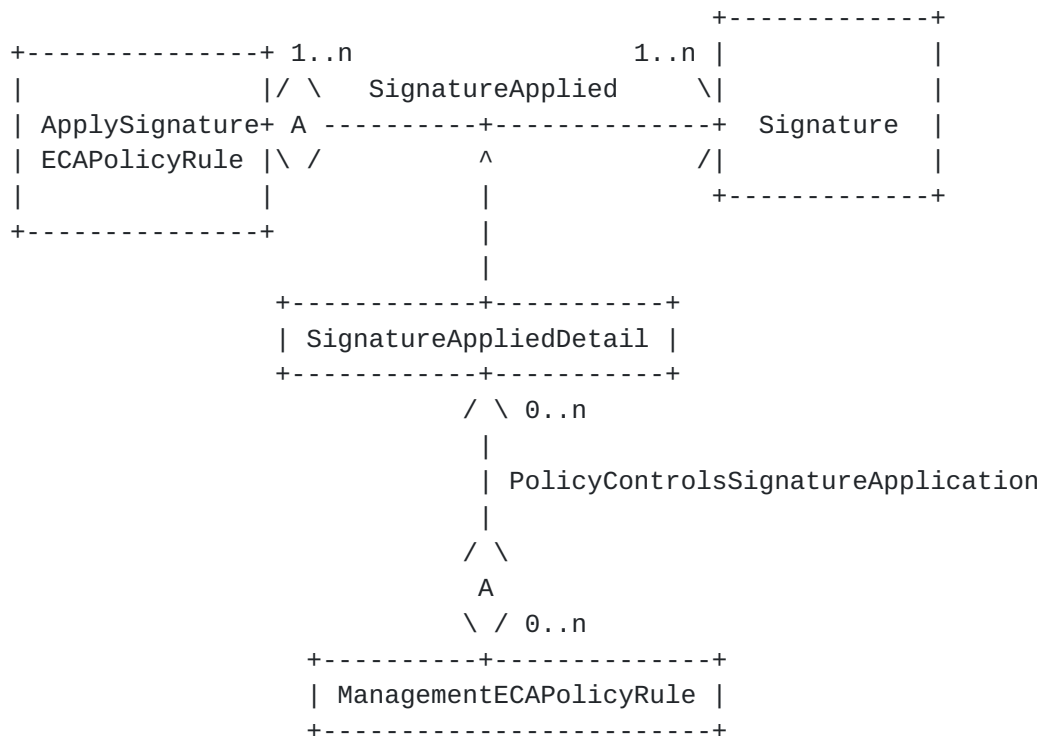 1..n 1..n
SignatureApplied
ApplySignature A Signature
ECAPolicyRule
SignatureAppliedDetail
0..n
PolicyControlsSignatureApplication
A
0..n
ManagementECAPolicyRule